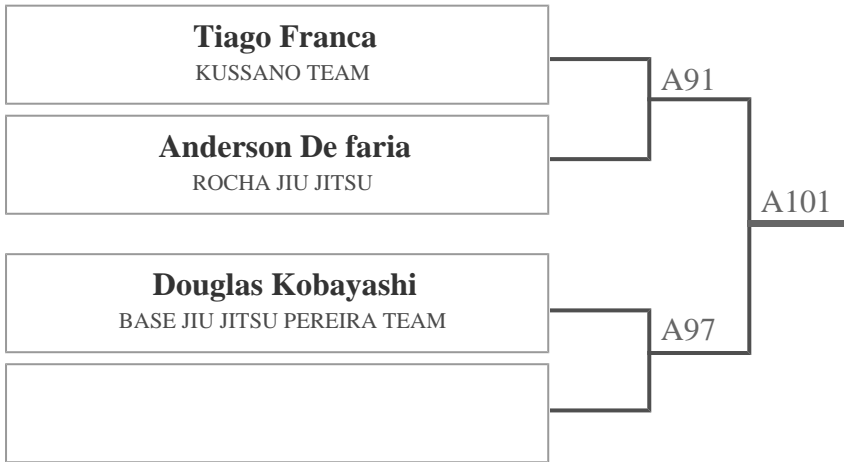 Tiago Franca
KUSSANO TEAM
A91
Anderson De faria
ROCHA JIU JITSU
A101
Douglas Kobayashi
BASE JIU JITSU PEREIRA TEAM
A97